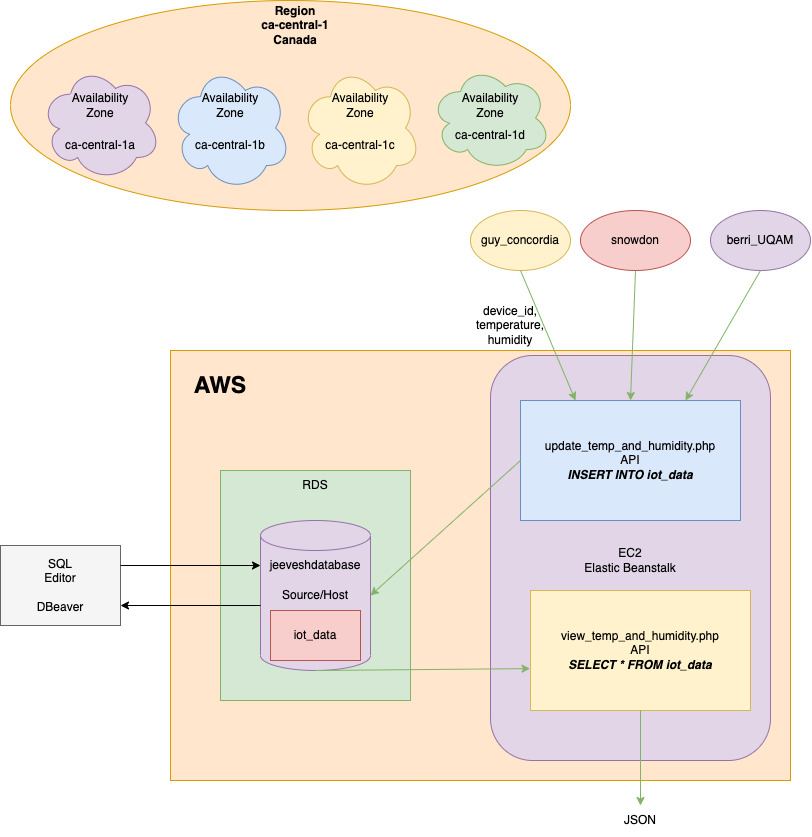 Region
ca-central-1
Canada
Availability
Zone
ca-central-1a
Availability
Zone
ca-central-1b
Availability
Zone
ca-central-1c
Availability
Zone
ca-central-1d
guy_concordia
snowdon
berri_UQAM
device_id,
temperature,
humidity
AWS
update_temp_and_humidity.php
API
INSERT INTO iot_data
RDS
jeeveshdatabase
Source/Host
iot_data
SQL
Editor
DBeaver
EC2
Elastic Beanstalk
view_temp_and_humidity.php
API
SELECT * FROM iot_data
JSON